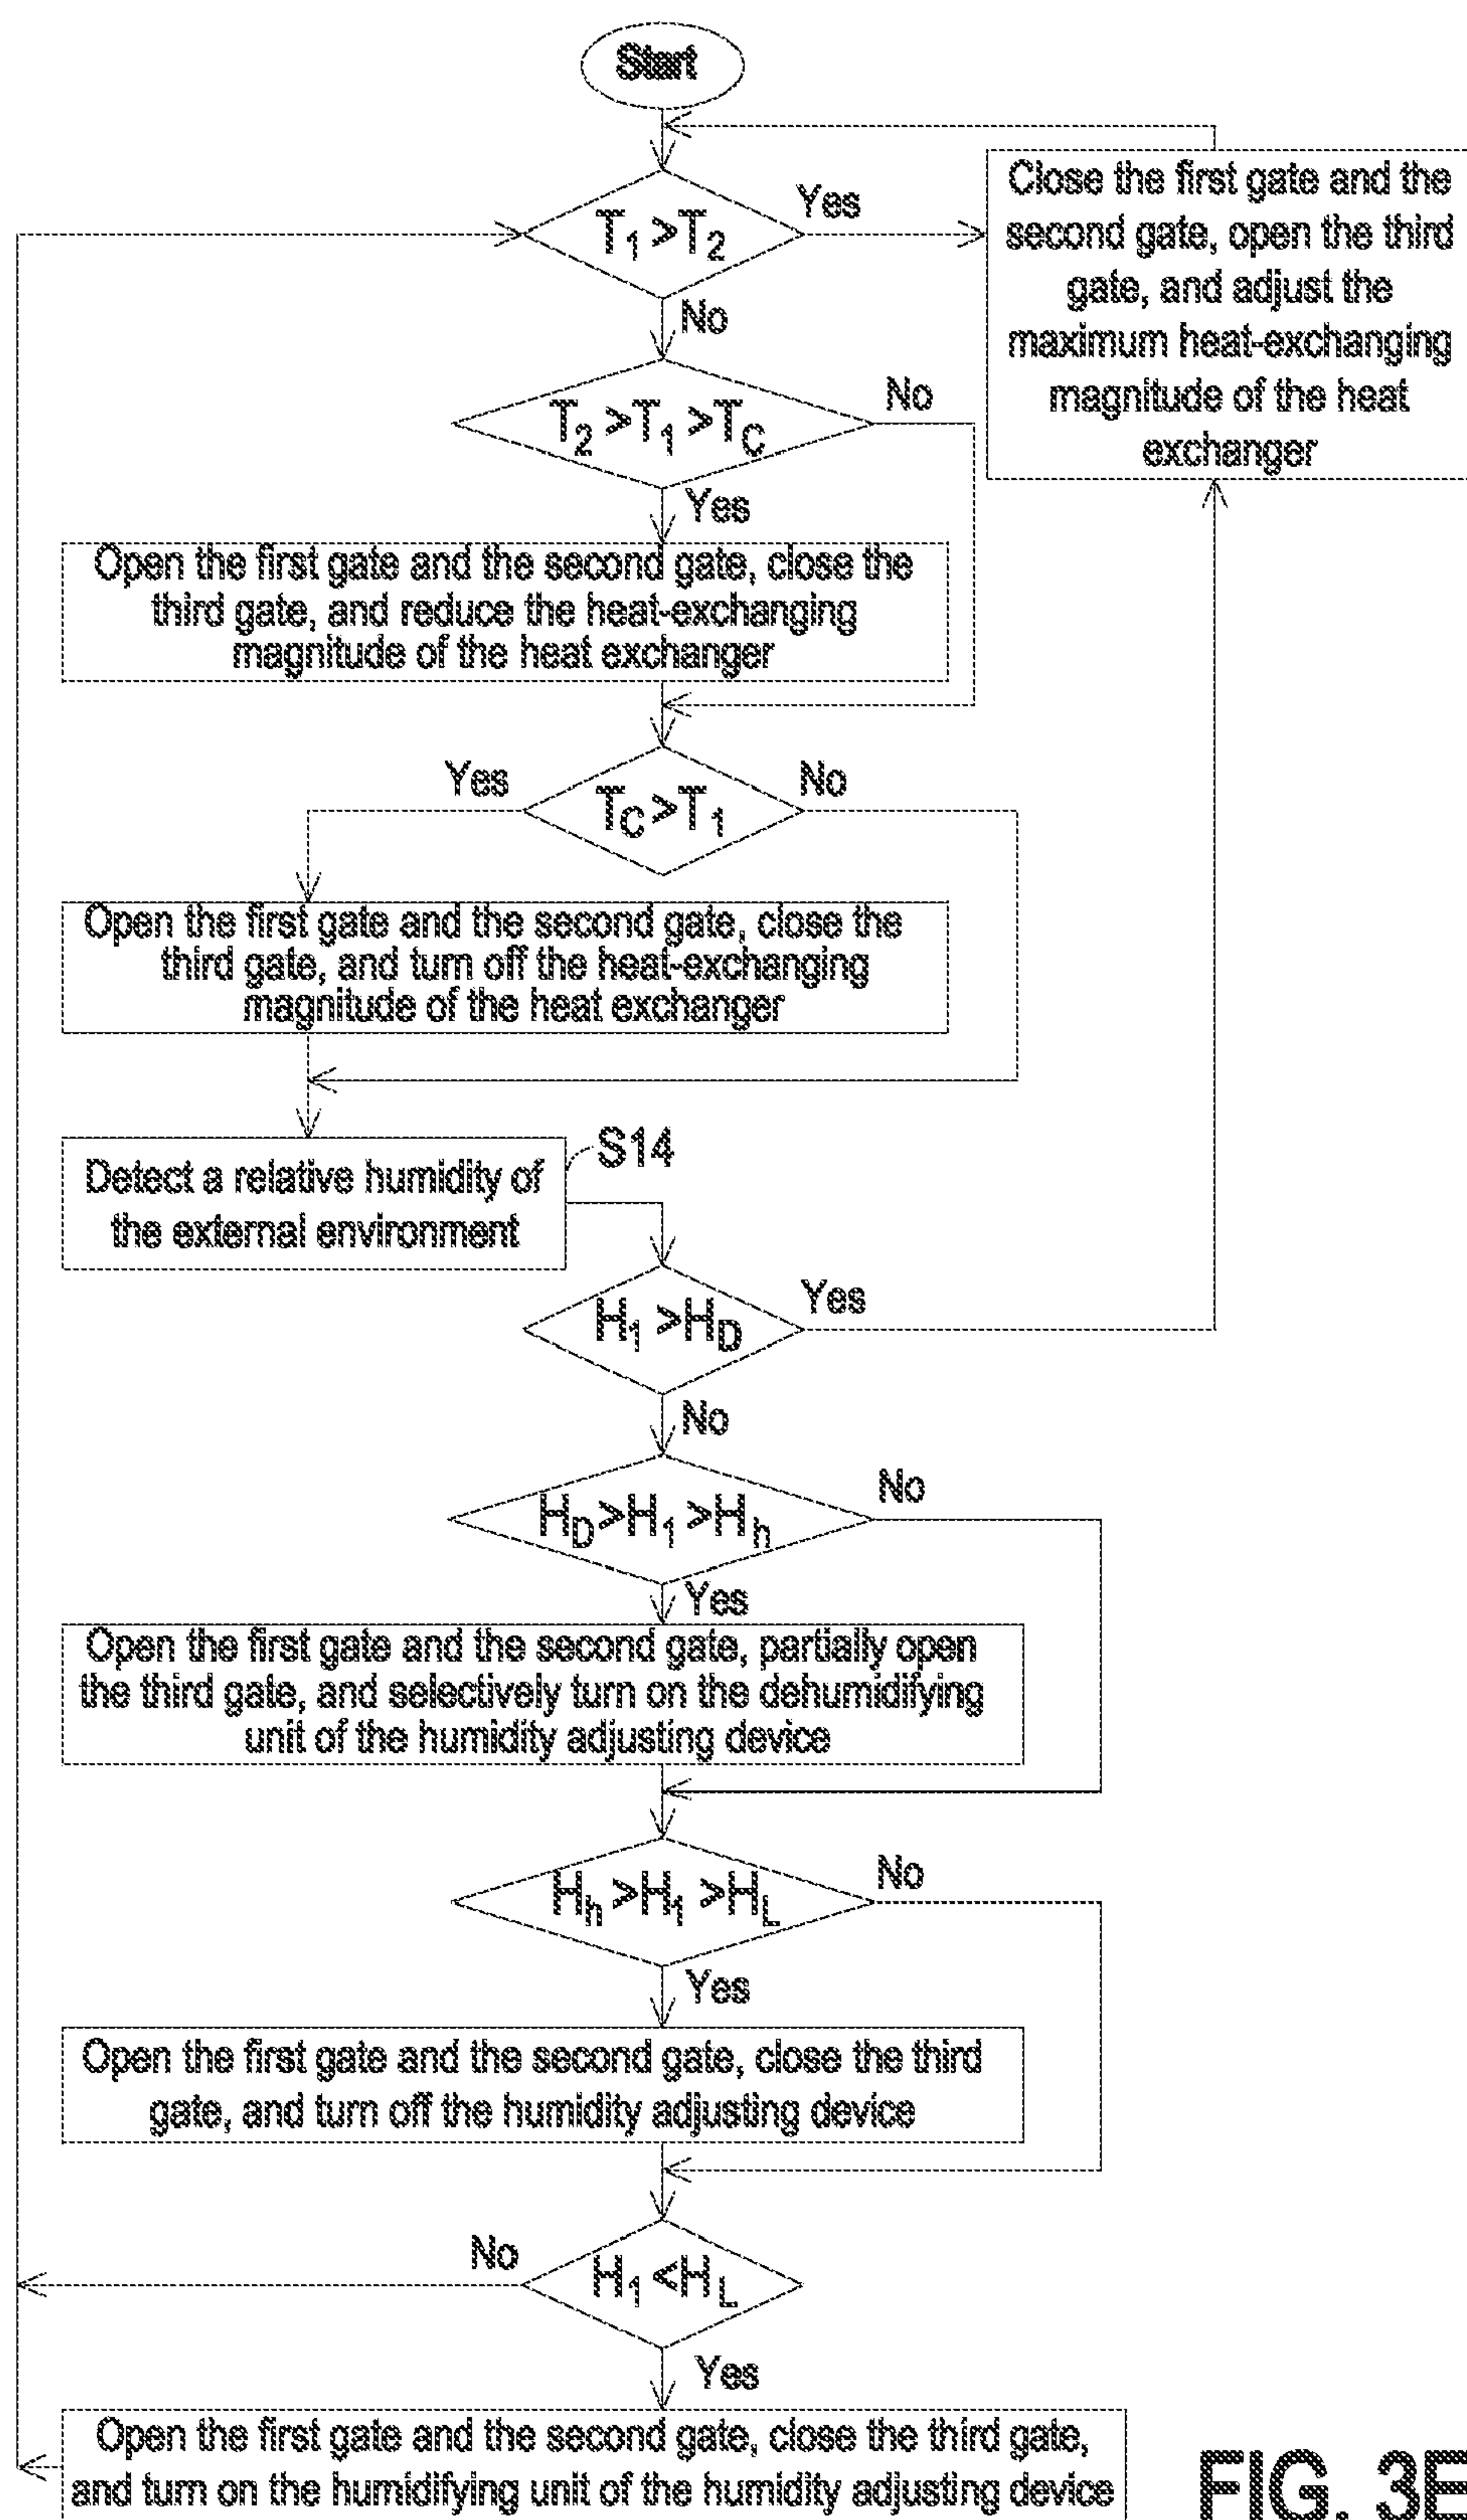 Start
T1 >T2
Yes
Close the first gate and the
second gate, open the third
gate, and adjust the
maximum heat-exchanging
magnitude of the heat
exchanger
No
T2 >T1 >TC
No
Yes
Open the first gate and the second gate, close the
third gate, and reduce the heat-exchanging
magnitude of the heat exchanger
Yes
TC>T1
No
Open the first gate and the second gate, close the
third gate, and turn off the heat-exchanging
magnitude of the heat exchanger
Detect a relative humidity of
the external environment
S14
H1 >HD
Yes
No
HD>H1 >Hh
No
Yes
Open the first gate and the second gate, partially open
the third gate, and selectively turn on the dehumidifying
unit of the humidity adjusting device
Hh >H1 >HL
No
Yes
Open the first gate and the second gate, close the third
gate, and turn off the humidity adjusting device
No
H1 <HL
Yes
Open the first gate and the second gate, close the third gate,
and turn on the humidifying unit of the humidity adjusting device
FIG. 3E